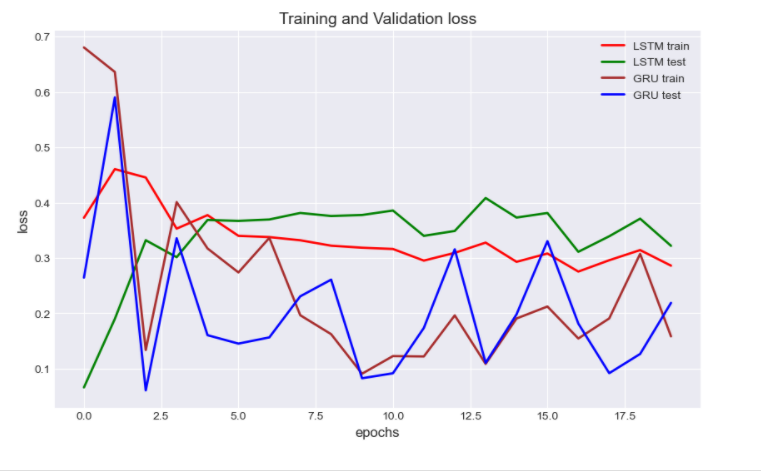 Training and Validation loss
LSTM train
LSTM test
GRU train
GRU test
0.7
0.6
0.5
0.4
0.3
0.2
0.1
loss
0.0 2.5 5.0 7.5 10.0 12.5 15.0 17.5
epochs